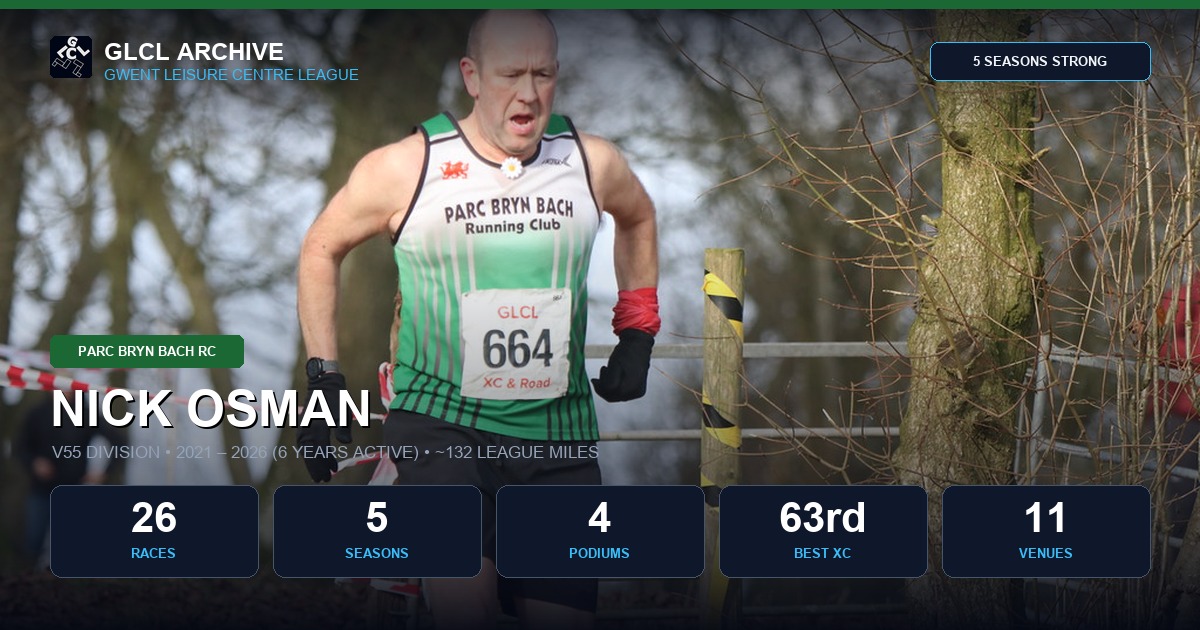 GLCL ARCHIVE
GWENT LEISURE CENTRE LEAGUE
5 SEASONS STRONG
PARC BRYN BACH
Running Club
GLCL
664
XC & Road
PARC BRYN BACH RC
NICK OSMAN
V55 DIVISION • 2021 – 2026 (6 YEARS ACTIVE) • ~132 LEAGUE MILES
26
RACES
5
SEASONS
4
PODIUMS
63rd
BEST XC
11
VENUES